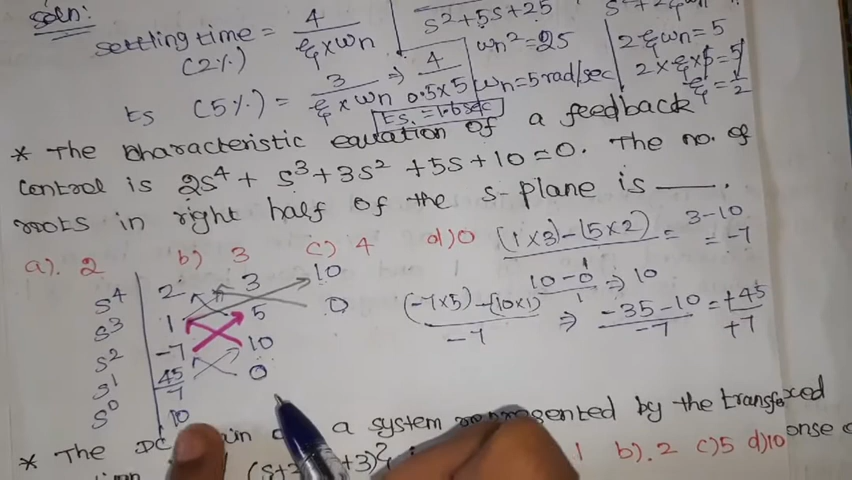 Soln:
settling time = 4 / ξ × ωn
(2%)
ts (5%) = 3 / ξ × ωn ⇒ 4 / 0.5×5
ts = 1.6 sec
s²+5s+25
ωn² = 25
ωn = 5 rad/sec
2ξωn = 5
2×ξ×5 = 5
ξ = 1/2
* The characteristic equation of a feedback
control is 2s⁴ + s³ + 3s² + 5s + 10 = 0. The no. of
roots in right half of the s-plane is ___.
a). 2 b) 3 c) 4 d) 0
s⁴ 2 3 10
s³ 1 5 0
s² -7 10
s¹ 45/7 0
s⁰ 10
(1×3)-(5×2) / 1 = 3-10 = -7
10-0 / 1 ⇒ 10
(-7×5)-(10×1) / -7 ⇒ -35-10 / -7 = +45 / +7
* The DC a system represented by the
1 b). 2 c) 5 d) 10